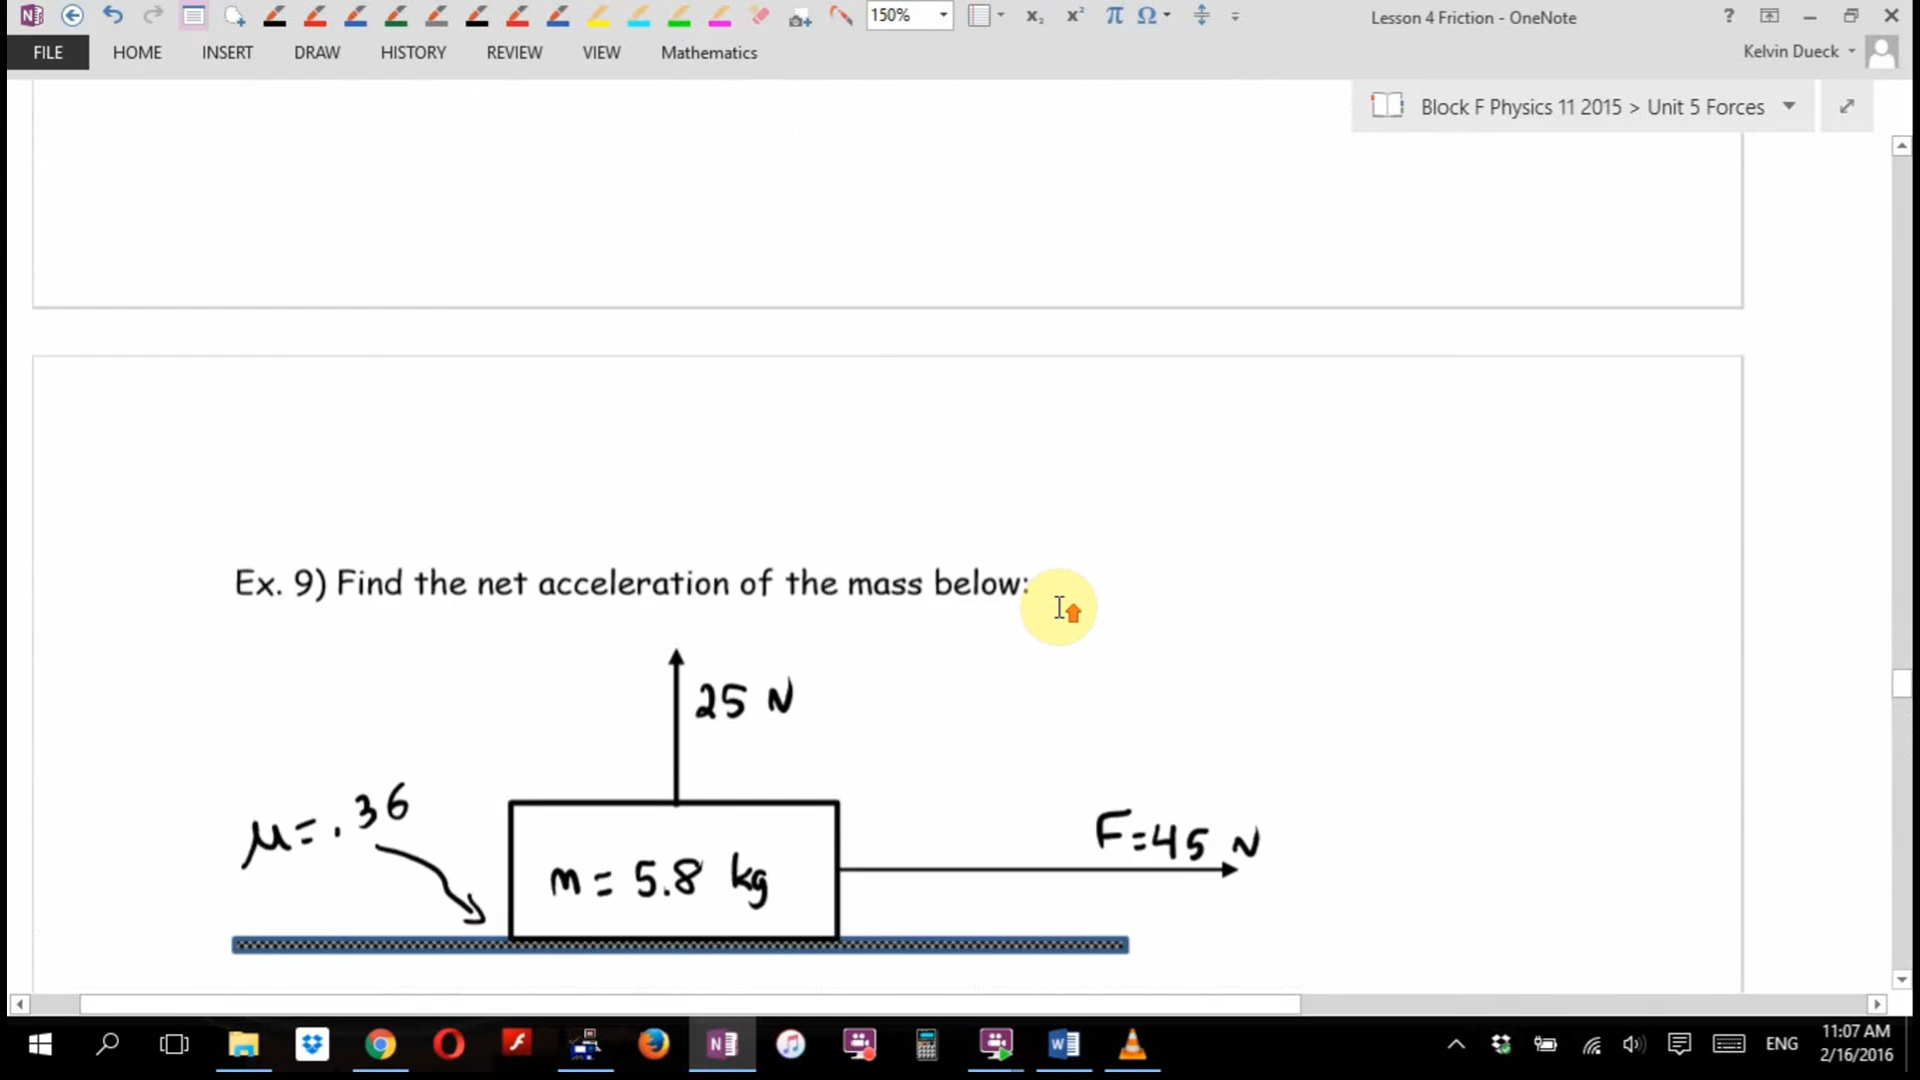 150%
x₂ x² π Ω
Lesson 4 Friction - OneNote
?
FILE HOME INSERT DRAW HISTORY REVIEW VIEW Mathematics
Kelvin Dueck
Block F Physics 11 2015 > Unit 5 Forces
Ex. 9) Find the net acceleration of the mass below:
25 N
μ=.36
F=45 N
m = 5.8 kg
ENG
11:07 AM
2/16/2016